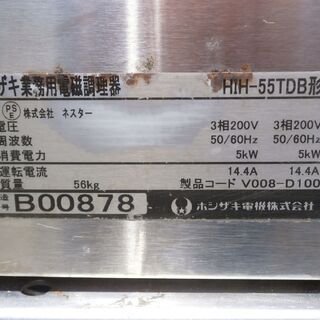 ザキ業務用電磁調理器 HIH-55TDB形
PSE 株式会社 ネスター
電圧 3相200V 3相200V
周波数 50/60Hz 50/60Hz
消費電力 5kW 5kW
運転電流 14.4A 14.4A
質量 56kg 製品コード V008-D100
造号 B00878 ホシザキ電機株式会社